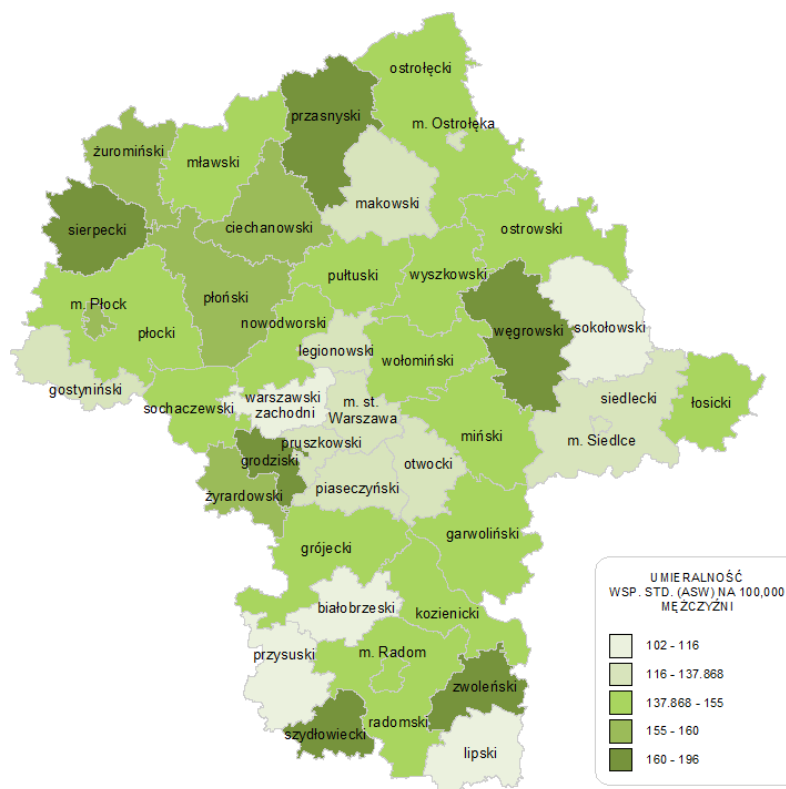 ostrołęcki
przasnyski
m. Ostrołęka
żuromiński
mławski
makowski
sierpecki
ciechanowski
ostrowski
pułtuski
wyszkowski
płoński
m. Płock
nowodworski
węgrowski
sokołowski
płocki
legionowski
wołomiński
gostyniński
siedlecki
sochaczewski
warszawski
zachodni
m. st.
Warszawa
łosicki
miński
m. Siedlce
pruszkowski
grodziski
otwocki
piaseczyński
żyrardowski
garwoliński
grójecki
białobrzeski
kozienicki
przysuski
m. Radom
zwoleński
radomski
szydłowiecki
lipski
UMIERALNOŚĆ
WSP. STD. (ASW) NA 100,000
MĘŻCZYŹNI
102 - 116
116 - 137.868
137.868 - 155
155 - 160
160 - 196